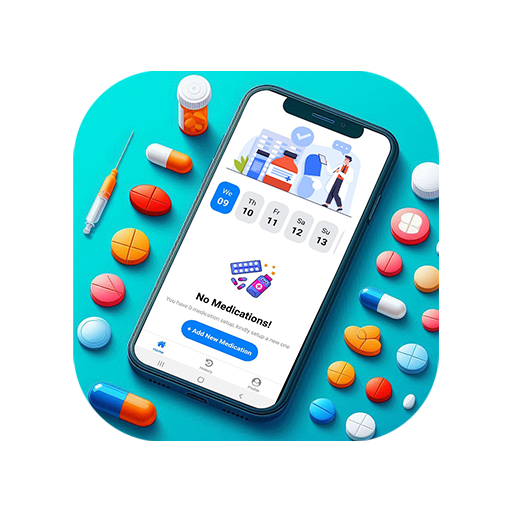 We Th Fr Sa Su
09 10 11 12 13
No Medications!
You have 0 medication setup, kindly setup a new one
+ Add New Medication
Home History Profile